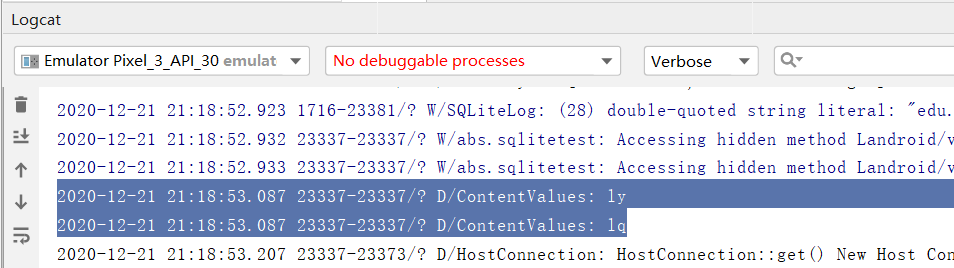 Logcat
Emulator Pixel_3_API_30 emulat No debuggable processes Verbose
2020-12-21 21:18:52.923 1716-23381/? W/SQLiteLog: (28) double-quoted string literal: "edu.
2020-12-21 21:18:52.932 23337-23337/? W/abs.sqlitetest: Accessing hidden method Landroid/v
2020-12-21 21:18:52.933 23337-23337/? W/abs.sqlitetest: Accessing hidden method Landroid/v
2020-12-21 21:18:53.087 23337-23337/? D/ContentValues: ly
2020-12-21 21:18:53.087 23337-23337/? D/ContentValues: lq
2020-12-21 21:18:53.207 23337-23373/? D/HostConnection: HostConnection::get() New Host Con